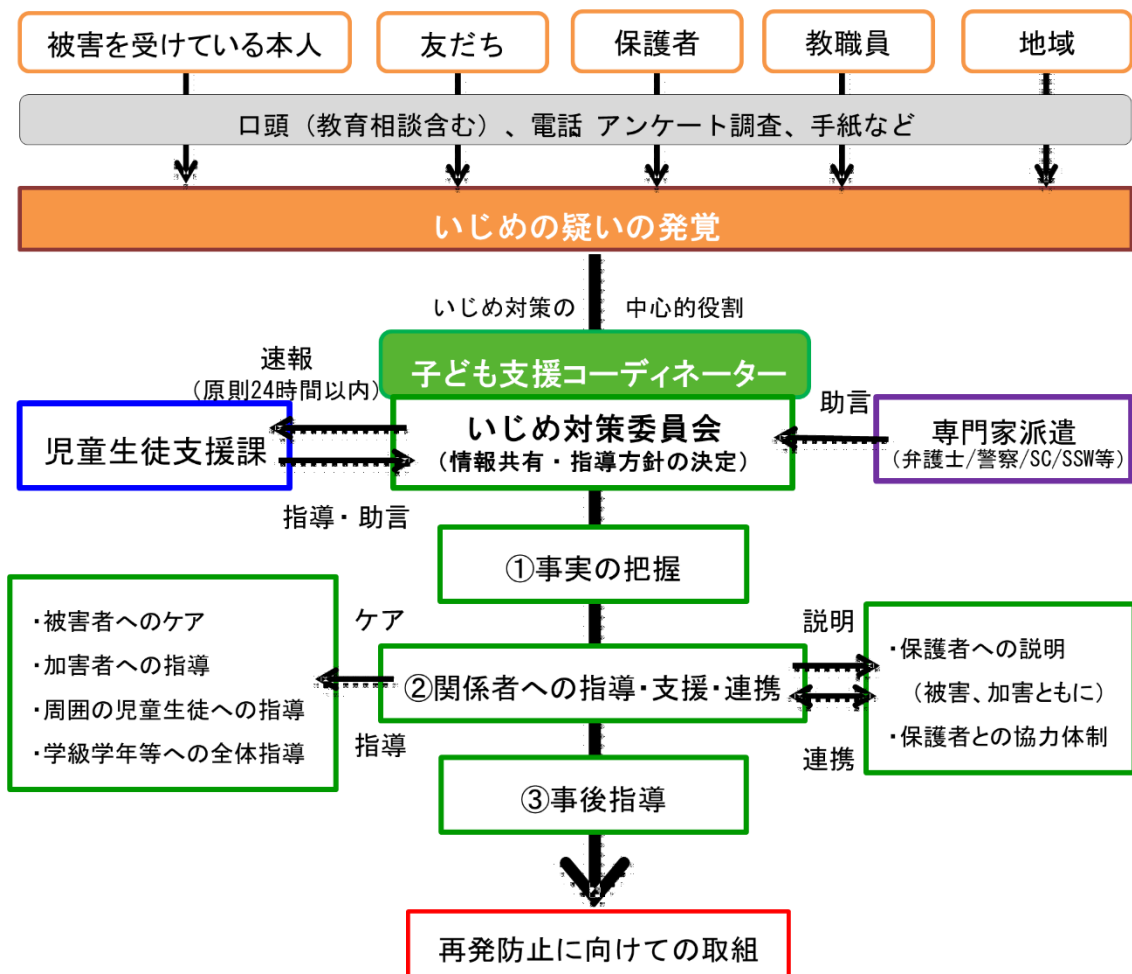 被害を受けている本人
友だち
保護者
教職員
地域
口頭（教育相談含む）、電話 アンケート調査、手紙など
いじめの疑いの発覚
いじめ対策の 中心的役割
子ども支援コーディネーター
速報
（原則24時間以内）
いじめ対策委員会
（情報共有・指導方針の決定）
児童生徒支援課
指導・助言
助言
専門家派遣
（弁護士/警察/SC/SSW等）
①事実の把握
・被害者へのケア
・加害者への指導
・周囲の児童生徒への指導
・学級学年等への全体指導
ケア
指導
②関係者への指導・支援・連携
説明
連携
・保護者への説明
（被害、加害ともに）
・保護者との協力体制
③事後指導
再発防止に向けての取組